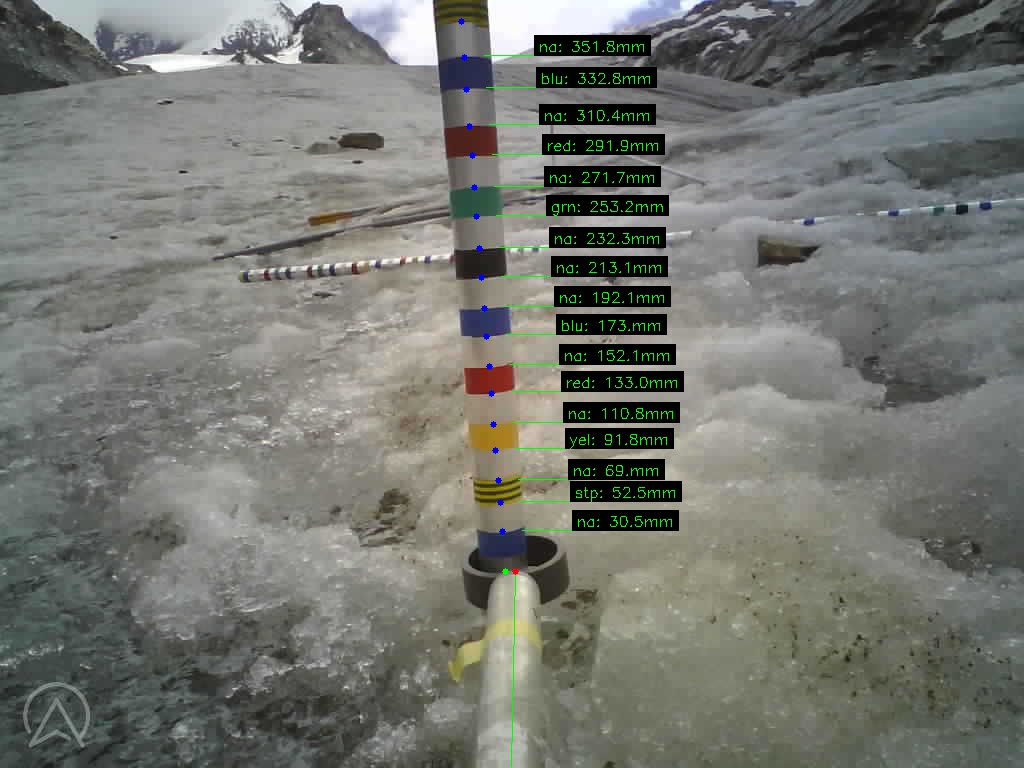 na: 351.8mm
blu: 332.8mm
na: 310.4mm
red: 291.9mm
na: 271.7mm
grn: 253.2mm
na: 232.3mm
na: 213.1mm
na: 192.1mm
blu: 173.mm
na: 152.1mm
red: 133.0mm
na: 110.8mm
yel: 91.8mm
na: 69.mm
stp: 52.5mm
na: 30.5mm